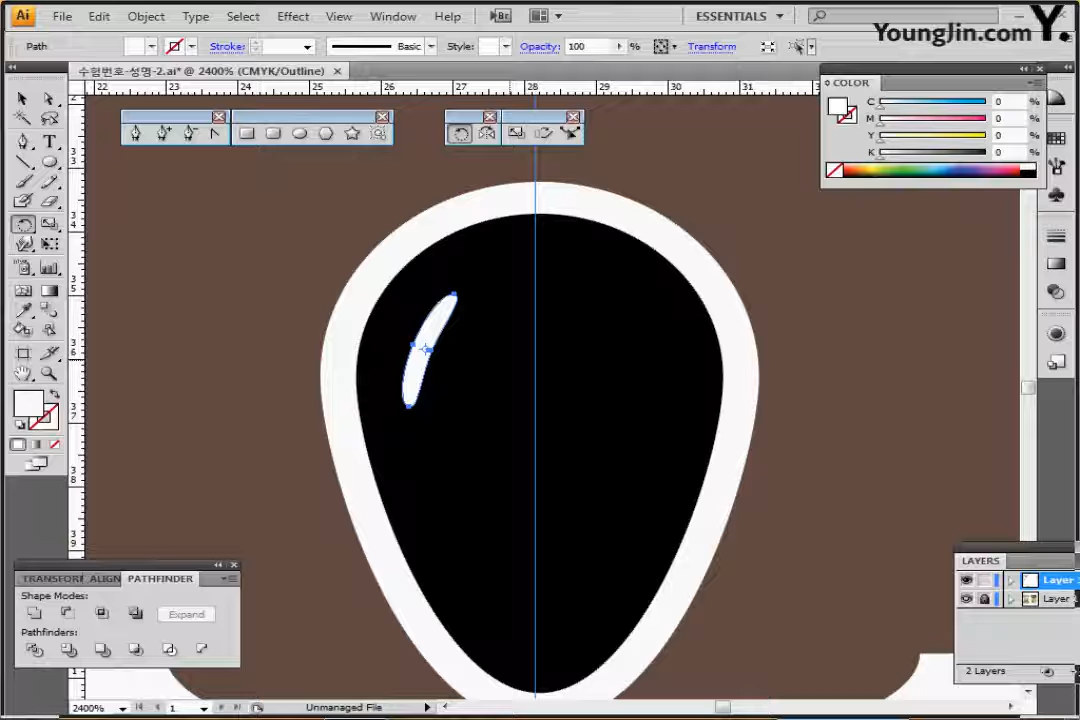 Ai File Edit Object Type Select Effect View Window Help Br ESSENTIALS
YoungJin.com Y.
Path Stroke: Basic Style: Opacity: 100 % Transform
수험번호-성명-2.ai* @ 2400% (CMYK/Outline)
22 23 24 25 26 27 28 29 30 31
COLOR
C 0 %
M 0 %
Y 0 %
K 0 %
TRANSFORM ALIGN PATHFINDER
Shape Modes:
Expand
Pathfinders:
LAYERS
Layer
Layer
2 Layers
2400% 1 Unmanaged File